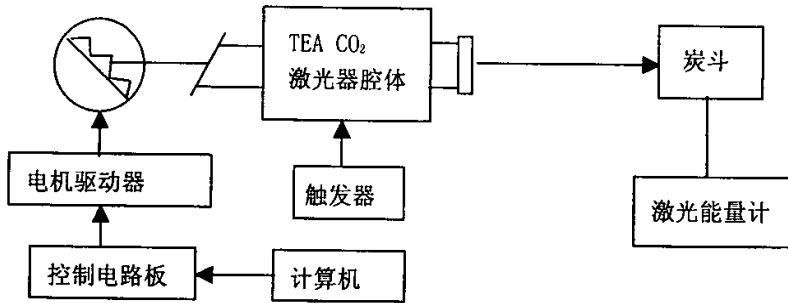 TEA CO₂
激光器腔体
炭斗
电机驱动器
触发器
激光能量计
控制电路板
计算机